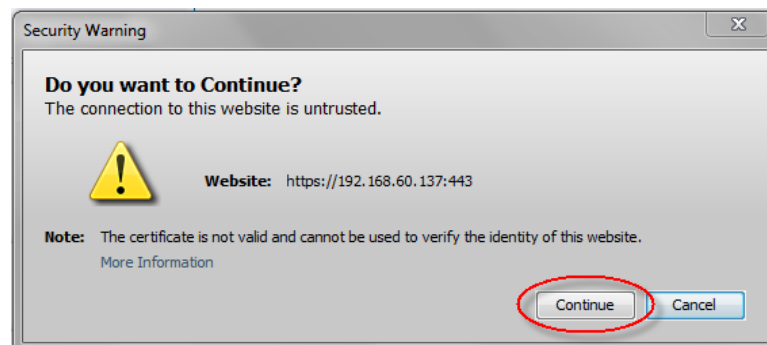 Security Warning
Do you want to Continue?
The connection to this website is untrusted.
Website: https://192.168.60.137:443
Note: The certificate is not valid and cannot be used to verify the identity of this website.
More Information
Continue Cancel